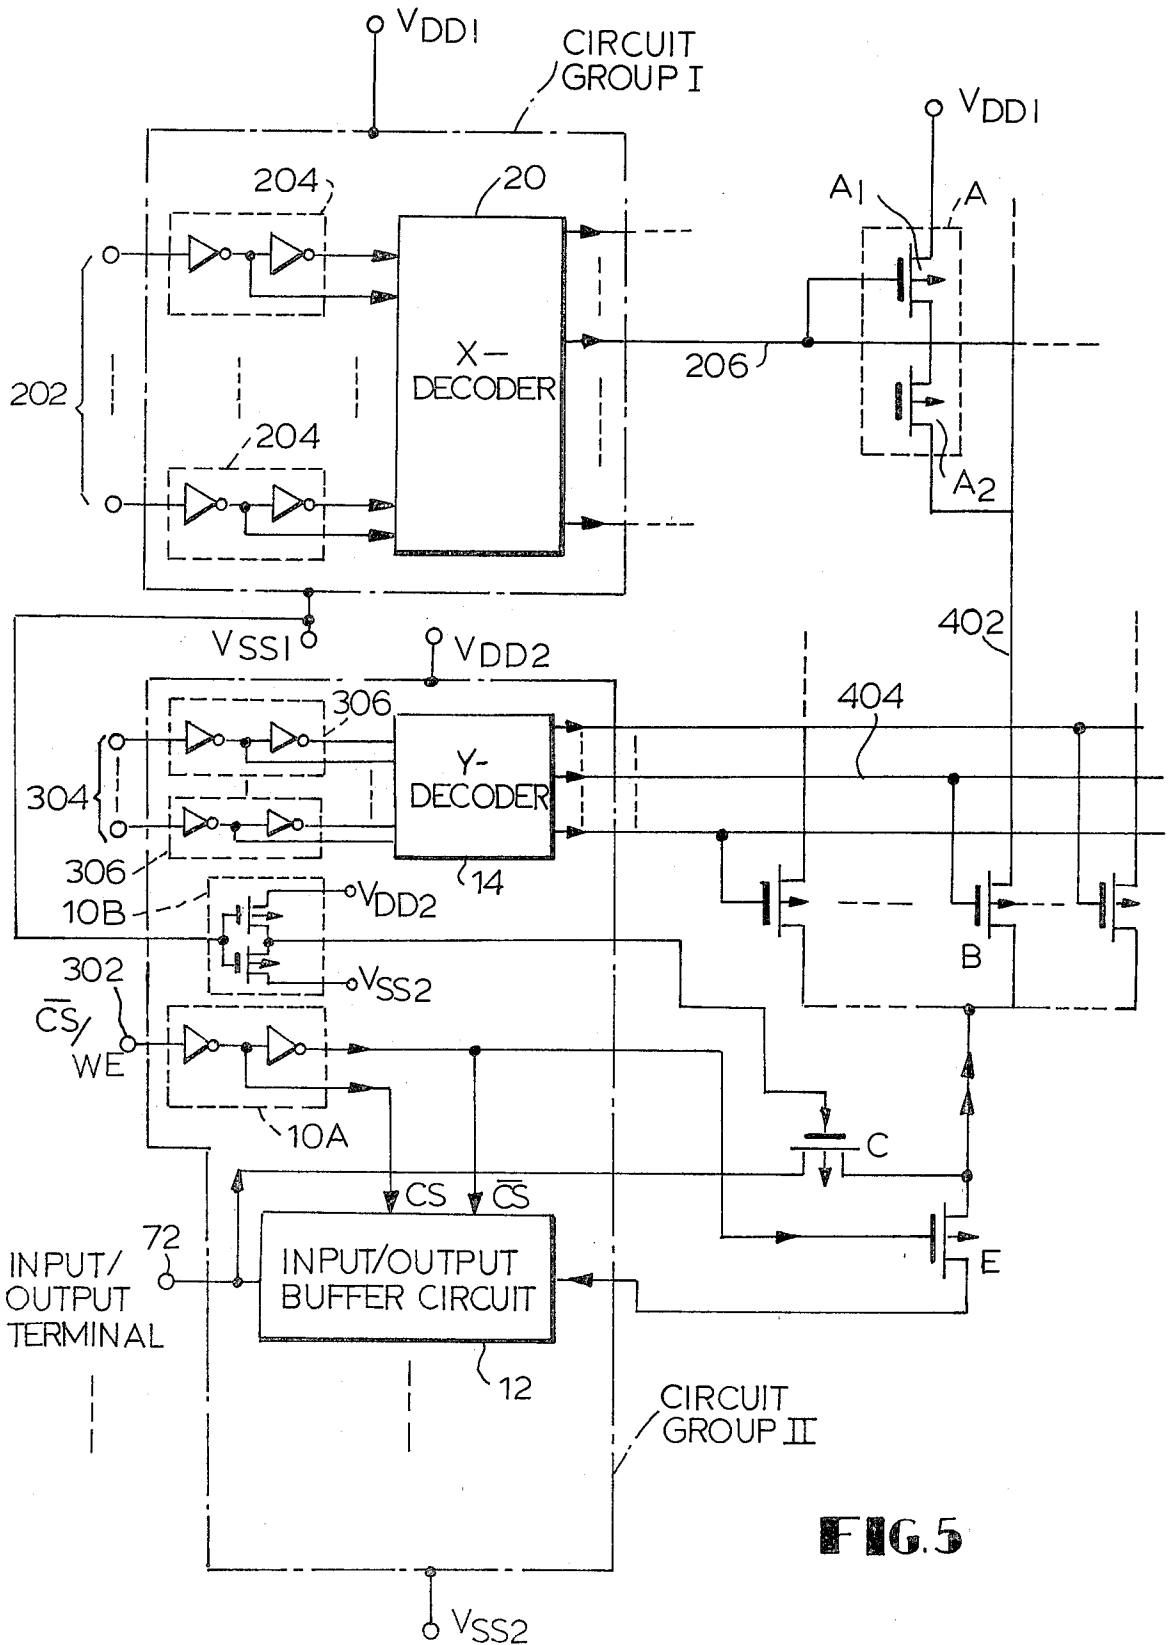 VDD1
CIRCUIT
GROUP I
VDD1
204
20
A1
A
X-
DECODER
202
206
204
A2
VSS1
VDD2
402
306
404
Y-
DECODER
304
306
14
10B
VDD2
B
302
VSS2
C̅S̅/
WE
10A
C
CS
C̅S̅
72
INPUT/
OUTPUT
TERMINAL
INPUT/OUTPUT
BUFFER CIRCUIT
E
12
CIRCUIT
GROUP II
FIG.5
VSS2